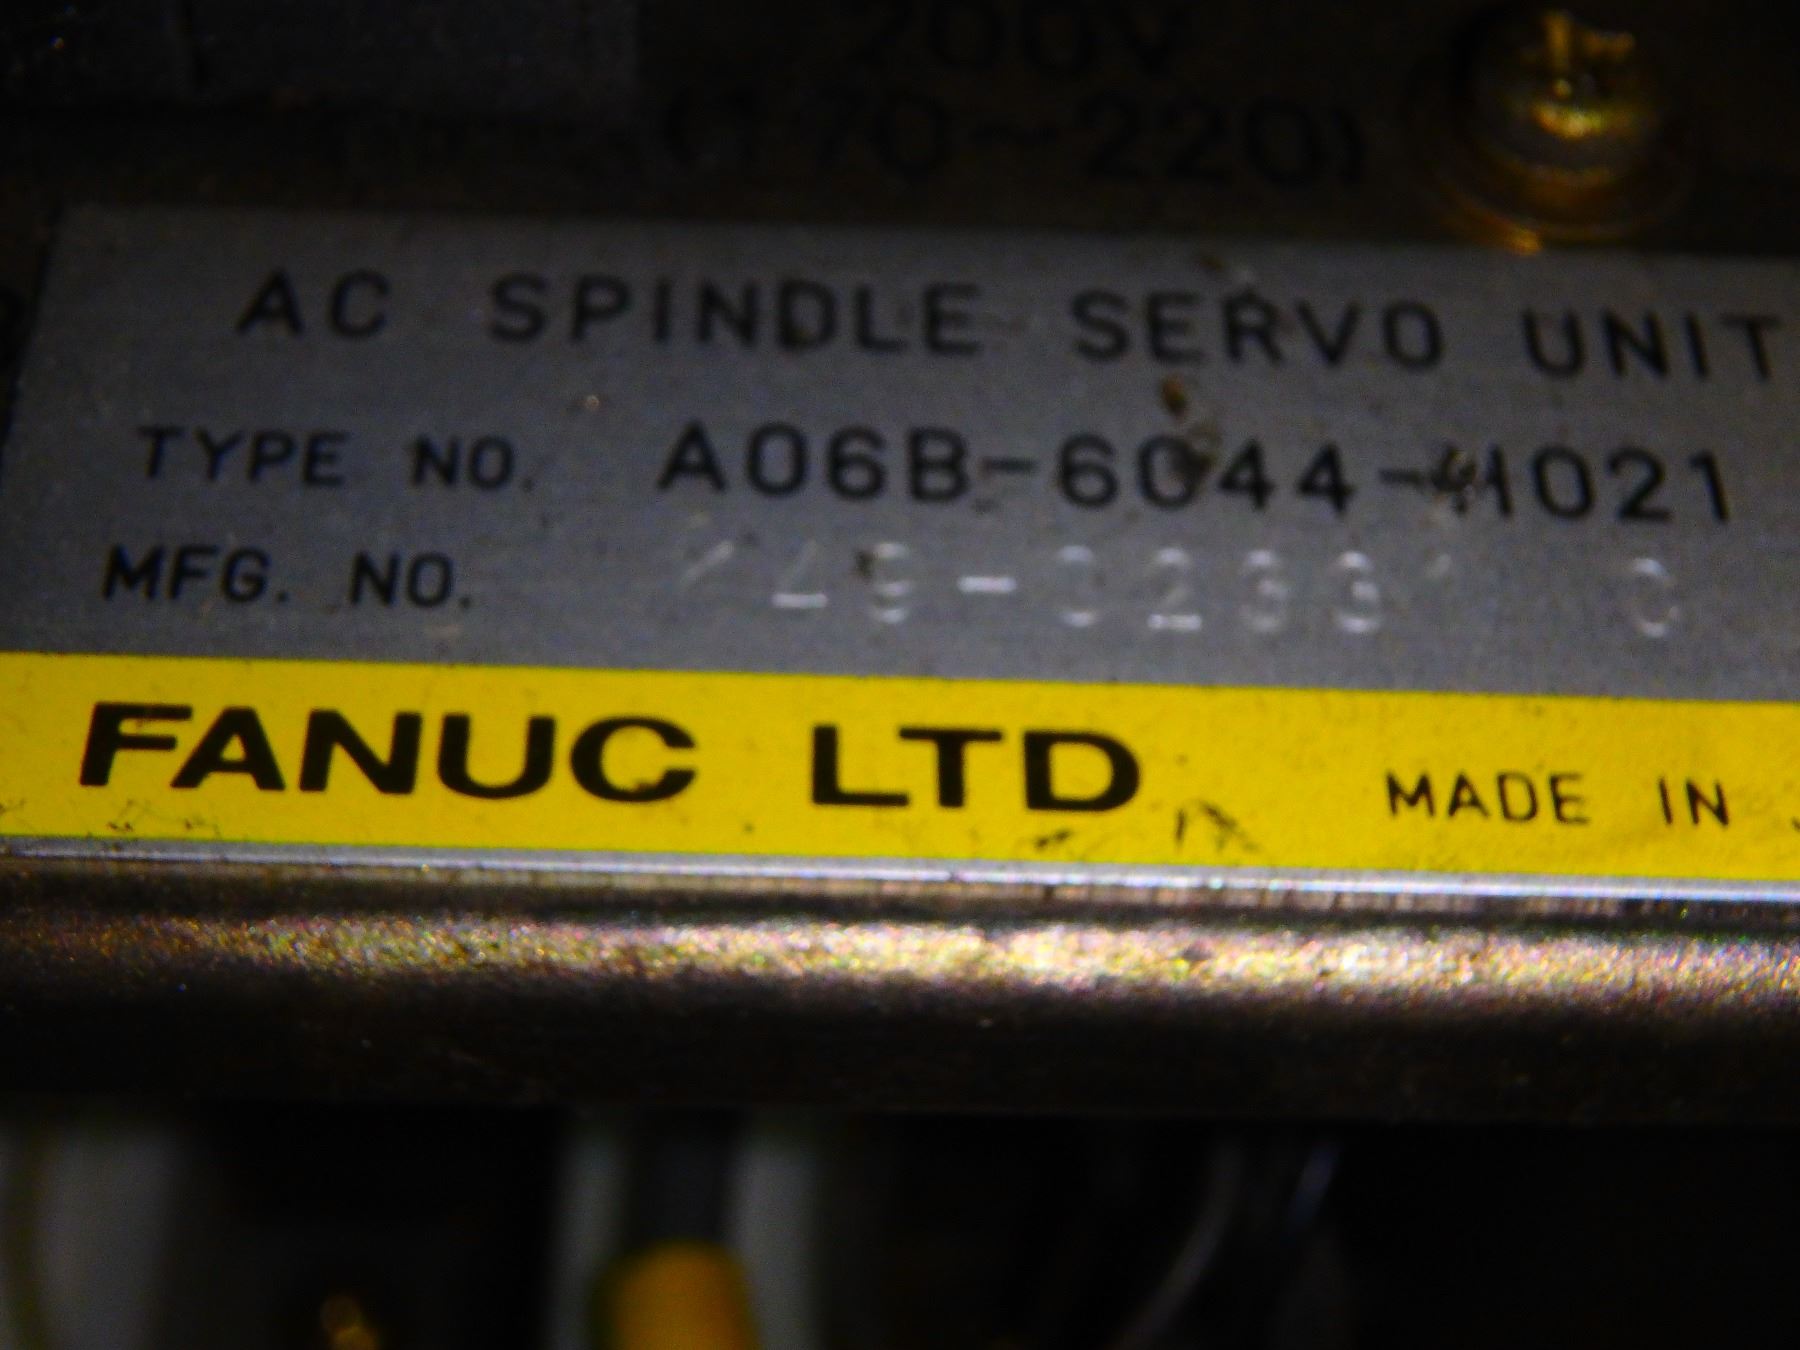 200V
(170~220)
AC SPINDLE SERVO UNIT
TYPE NO. A06B-6044-H021
MFG. NO.
FANUC LTD MADE IN